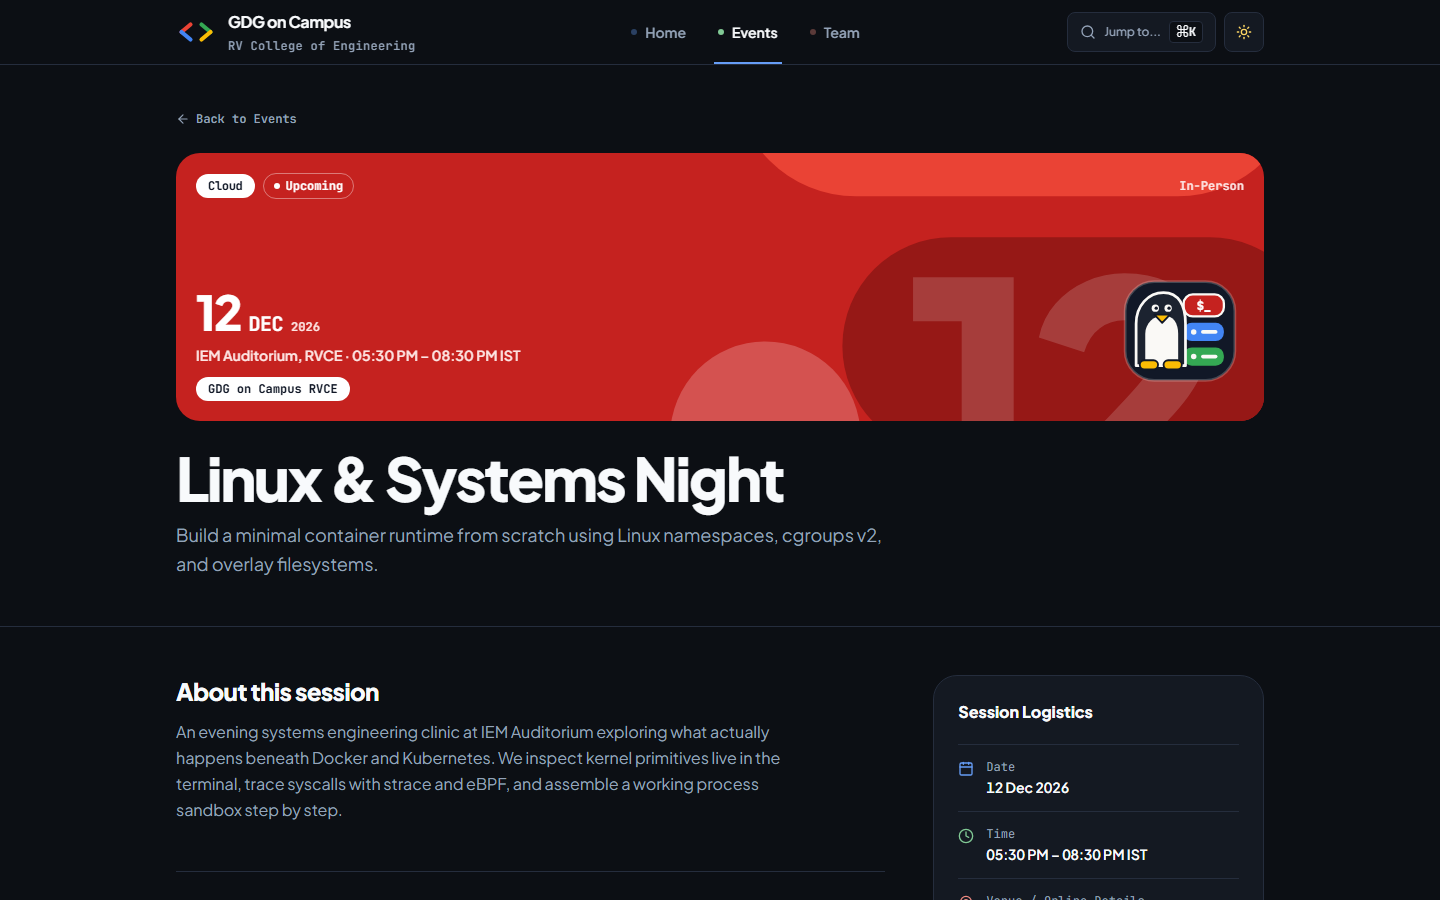 GDG on Campus
RV College of Engineering
Home
Events
Team
Jump to...
⌘K
Back to Events
Cloud
Upcoming
In-Person
12 DEC 2026
IEM Auditorium, RVCE · 05:30 PM – 08:30 PM IST
GDG on Campus RVCE
12
$_
Linux & Systems Night
Build a minimal container runtime from scratch using Linux namespaces, cgroups v2,
and overlay filesystems.
About this session
An evening systems engineering clinic at IEM Auditorium exploring what actually
happens beneath Docker and Kubernetes. We inspect kernel primitives live in the
terminal, trace syscalls with strace and eBPF, and assemble a working process
sandbox step by step.
Session Logistics
Date
12 Dec 2026
Time
05:30 PM – 08:30 PM IST
Venue / Online Details